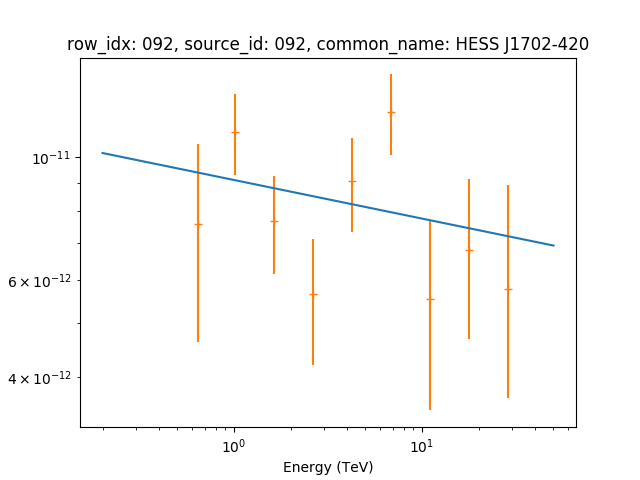 row_idx: 092, source_id: 092, common_name: HESS J1702-420
10⁻¹¹
6 × 10⁻¹²
4 × 10⁻¹²
10⁰ 10¹
Energy (TeV)